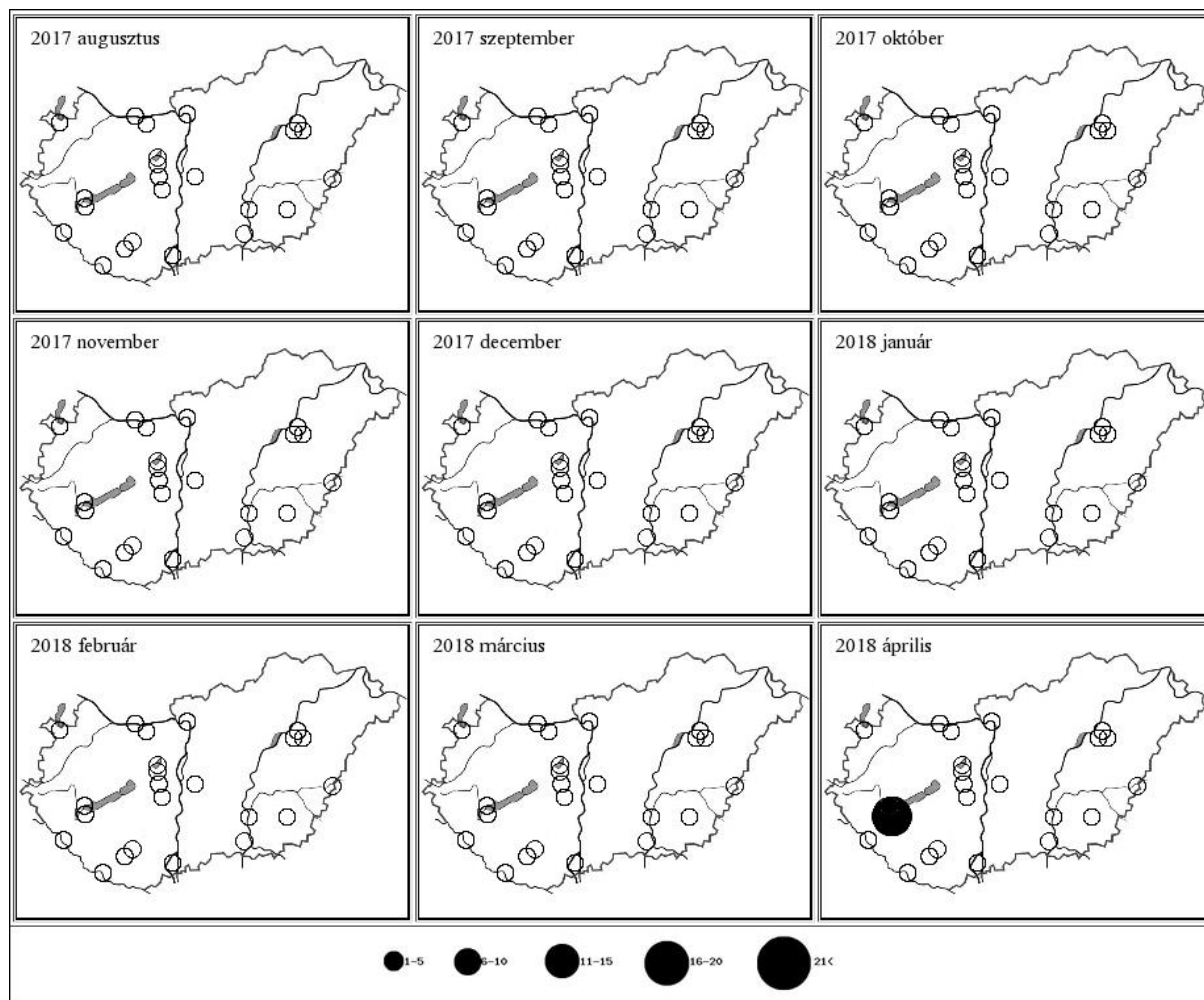 2017 augusztus
2017 szeptember
2017 október
2017 november
2017 december
2018 január
2018 február
2018 március
2018 április
1-5
6-10
11-15
16-20
21<